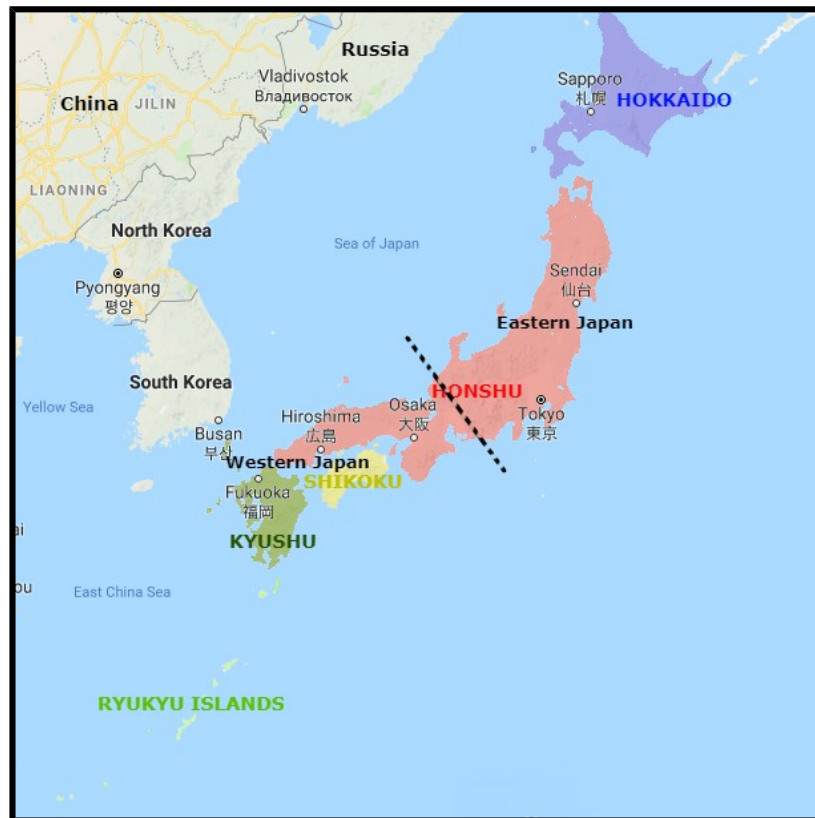 Russia
Vladivostok
Владивосток
China
JILIN
Sapporo
札幌
HOKKAIDO
LIAONING
North Korea
Sea of Japan
Pyongyang
평양
Sendai
仙台
Eastern Japan
South Korea
HONSHU
Yellow Sea
Osaka
大阪
Tokyo
東京
Hiroshima
広島
Busan
부산
Western Japan
SHIKOKU
Fukuoka
福岡
KYUSHU
ai
ou
East China Sea
RYUKYU ISLANDS